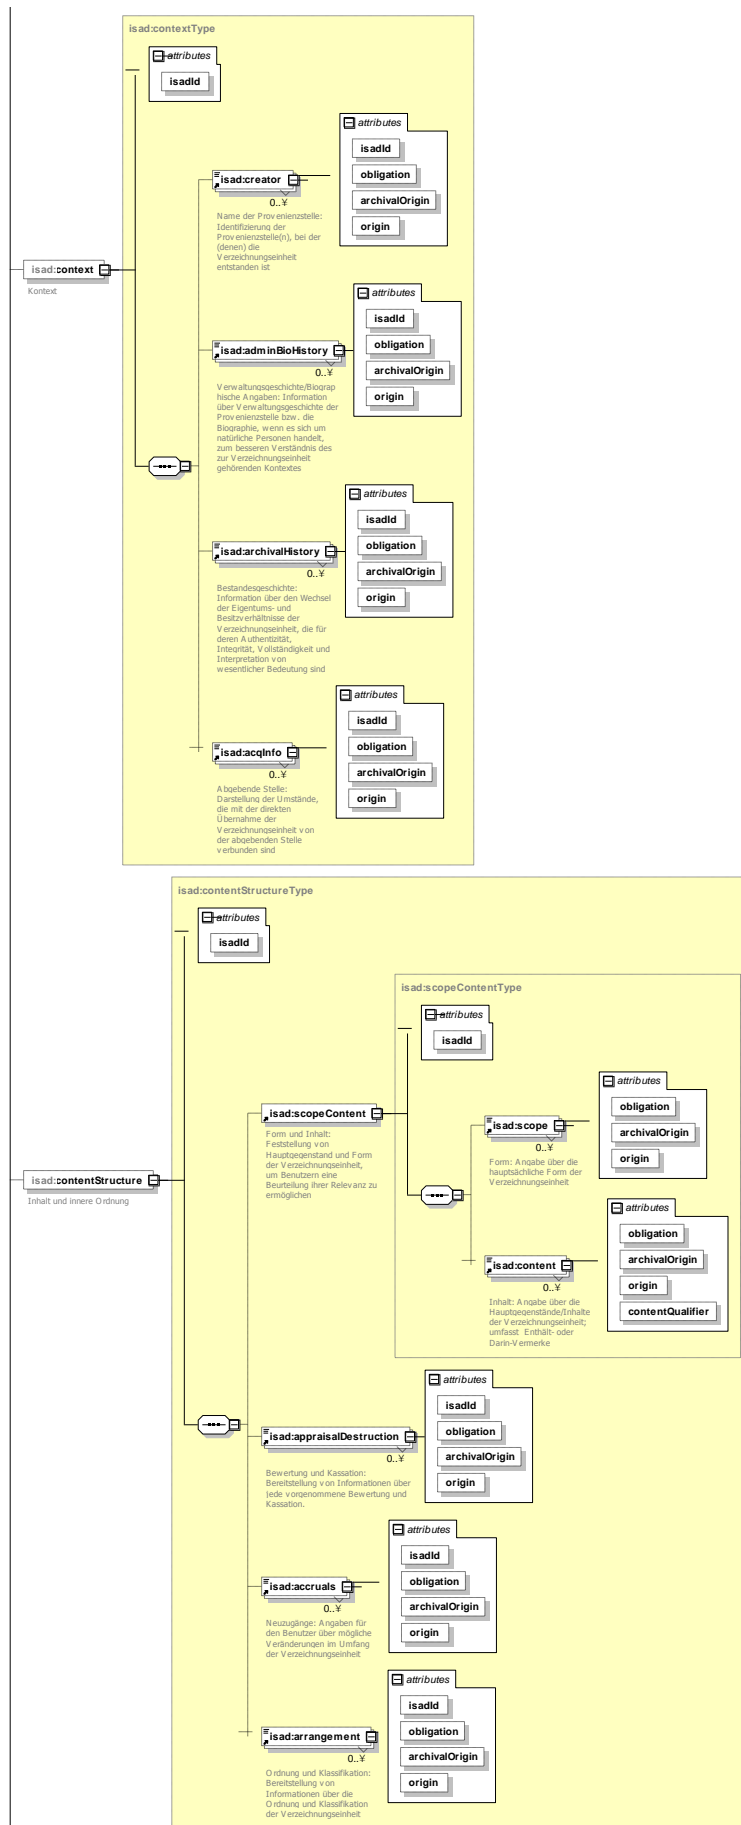 isad:contextType
attributes
isadId
attributes
isadId
obligation
archivalOrigin
origin
isad:creator
0..¥
Name der Provenienzstelle:
Identifizierung der
Provenienzstelle(n), bei der
(denen) die
Verzeichnungseinheit
entstanden ist
isad:context
Kontext
attributes
isadId
obligation
archivalOrigin
origin
isad:adminBioHistory
0..¥
Verwaltungsgeschichte/Biograp
hische Angaben: Information
über Verwaltungsgeschichte der
Provenienzstelle bzw. die
Biographie, wenn es sich um
natürliche Personen handelt,
zum besseren Verständnis des
zur Verzeichnungseinheit
gehörenden Kontextes
attributes
isadId
obligation
archivalOrigin
origin
isad:archivalHistory
0..¥
Bestandesgeschichte:
Information über den Wechsel
der Eigentums- und
Besitzverhältnisse der
Verzeichnungseinheit, die für
deren Authentizität,
Integrität, Vollständigkeit und
Interpretation von
wesentlicher Bedeutung sind
attributes
isadId
obligation
archivalOrigin
origin
isad:acqInfo
0..¥
Abgebende Stelle:
Darstellung der Umstände,
die mit der direkten
Übernahme der
Verzeichnungseinheit von
der abgebenden Stelle
verbunden sind
isad:contentStructureType
attributes
isadId
isad:scopeContentType
attributes
isadId
isad:scopeContent
Form und Inhalt:
Feststellung von
Hauptgegenstand und Form
der Verzeichnungseinheit,
um Benutzern eine
Beurteilung ihrer Relevanz zu
ermöglichen
attributes
obligation
archivalOrigin
origin
isad:scope
0..¥
Form: Angabe über die
hauptsächliche Form der
Verzeichnungseinheit
isad:contentStructure
Inhalt und innere Ordnung
attributes
obligation
archivalOrigin
origin
contentQualifier
isad:content
0..¥
Inhalt: Angabe über die
Hauptgegenstände/Inhalte
der Verzeichnungseinheit;
umfasst Enthält- oder
Darin-Vermerke
attributes
isadId
obligation
archivalOrigin
origin
isad:appraisalDestruction
0..¥
Bewertung und Kassation:
Bereitstellung von Informationen über
jede vorgenommene Bewertung und
Kassation.
attributes
isadId
obligation
archivalOrigin
origin
isad:accruals
0..¥
Neuzugänge: Angaben für
den Benutzer über mögliche
Veränderungen im Umfang
der Verzeichnungseinheit
attributes
isadId
obligation
archivalOrigin
origin
isad:arrangement
0..¥
Ordnung und Klassifikation:
Bereitstellung von
Informationen über die
Ordnung und Klassifikation
der Verzeichnungseinheit